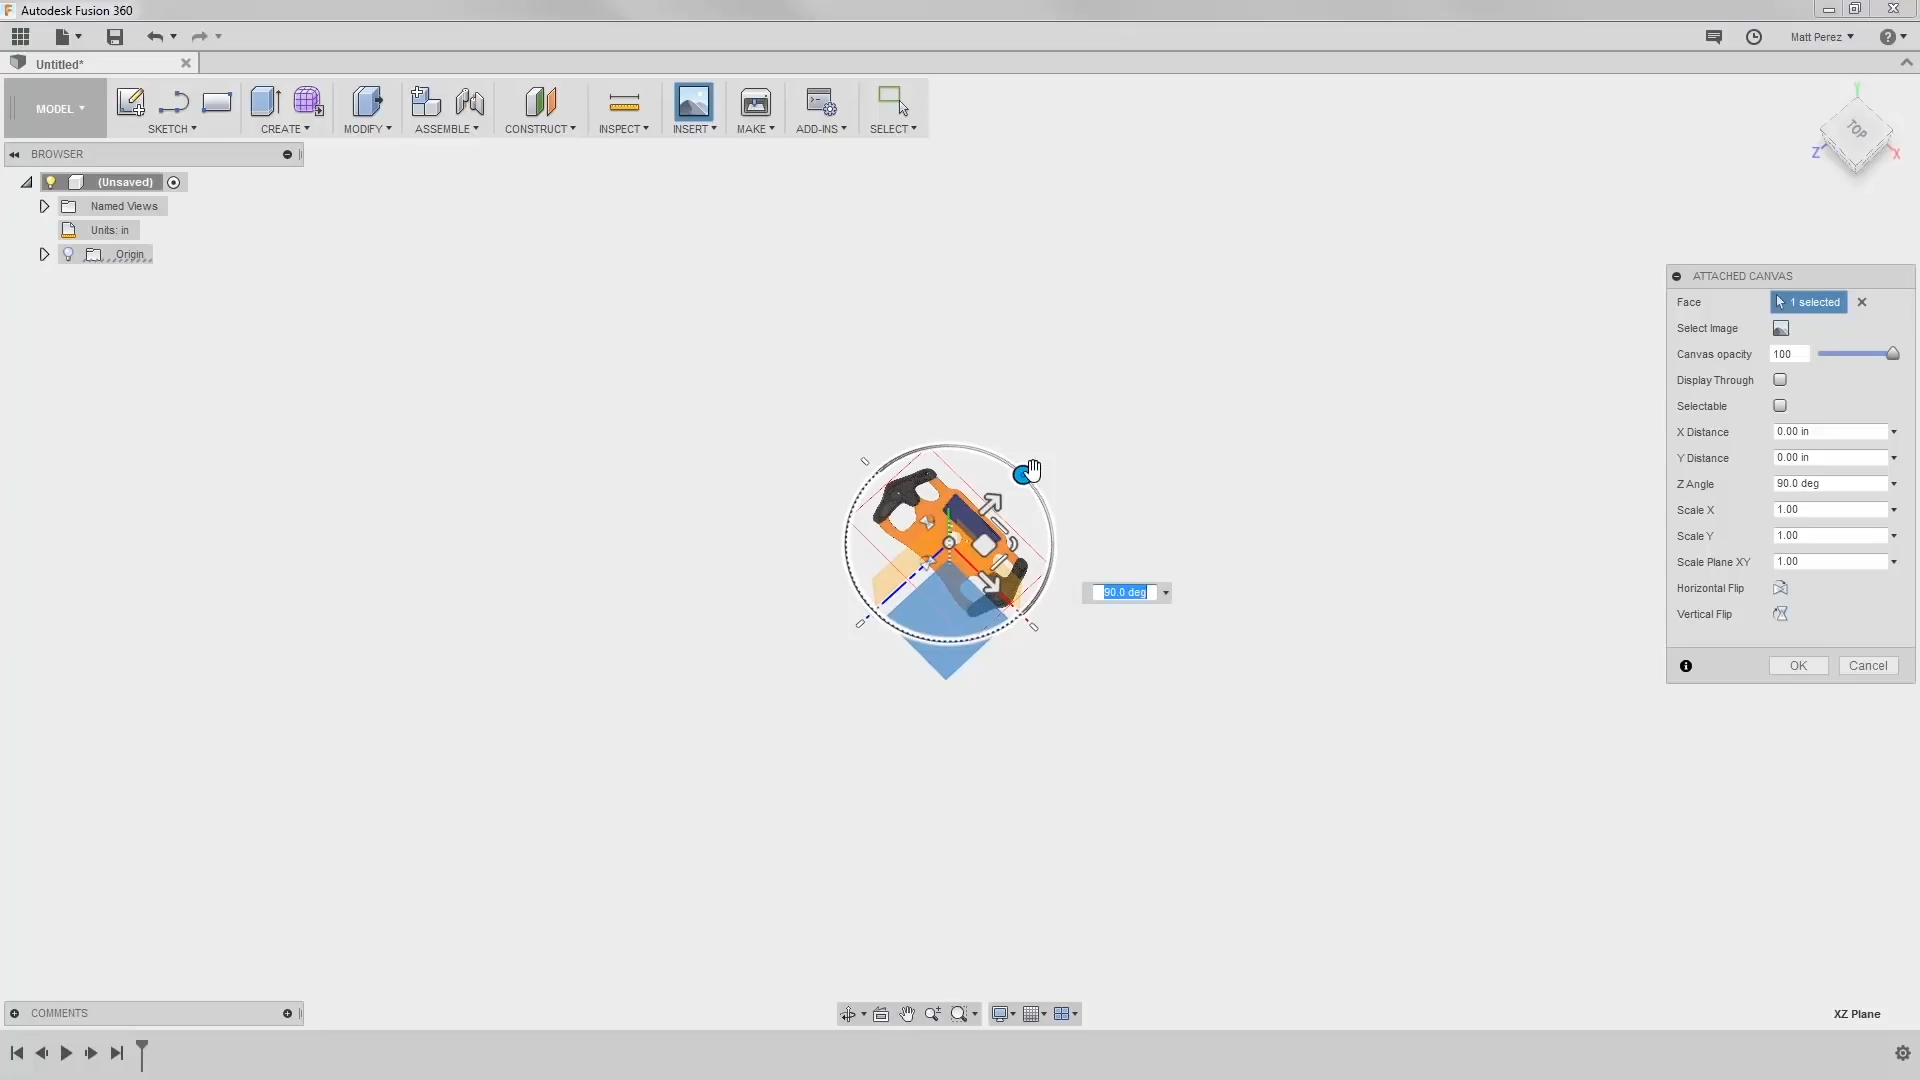 Autodesk Fusion 360
Matt Perez
Untitled*
MODEL
SKETCH
CREATE
MODIFY
ASSEMBLE
CONSTRUCT
INSPECT
INSERT
MAKE
ADD-INS
SELECT
Y
TOP
Z
X
BROWSER
(Unsaved)
Named Views
Units: in
Origin
ATTACHED CANVAS
Face 1 selected
Select Image
Canvas opacity 100
Display Through
Selectable
X Distance 0.00 in
Y Distance 0.00 in
Z Angle 90.0 deg
Scale X 1.00
Scale Y 1.00
Scale Plane XY 1.00
Horizontal Flip
Vertical Flip
OK Cancel
90.0 deg
COMMENTS
XZ Plane